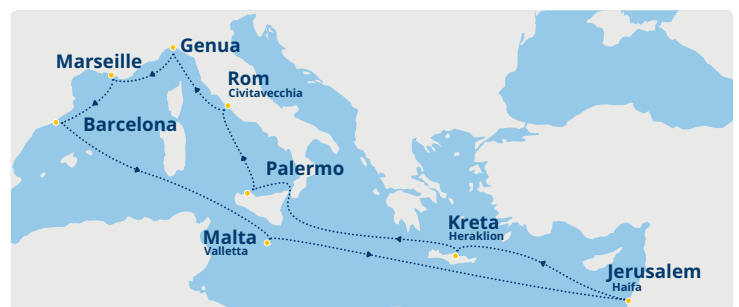 Genua
Marseille
Rom
Civitavecchia
Barcelona
Palermo
Kreta
Heraklion
Malta
Valletta
Jerusalem
Haifa